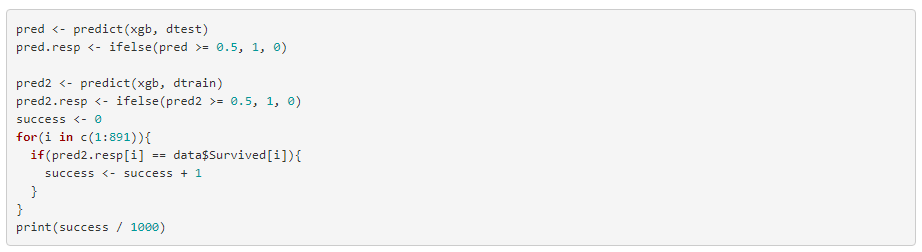 pred <- predict(xgb, dtest)
pred.resp <- ifelse(pred >= 0.5, 1, 0)

pred2 <- predict(xgb, dtrain)
pred2.resp <- ifelse(pred2 >= 0.5, 1, 0)
success <- 0
for(i in c(1:891)){
  if(pred2.resp[i] == data$Survived[i]){
    success <- success + 1
  }
}
print(success / 1000)